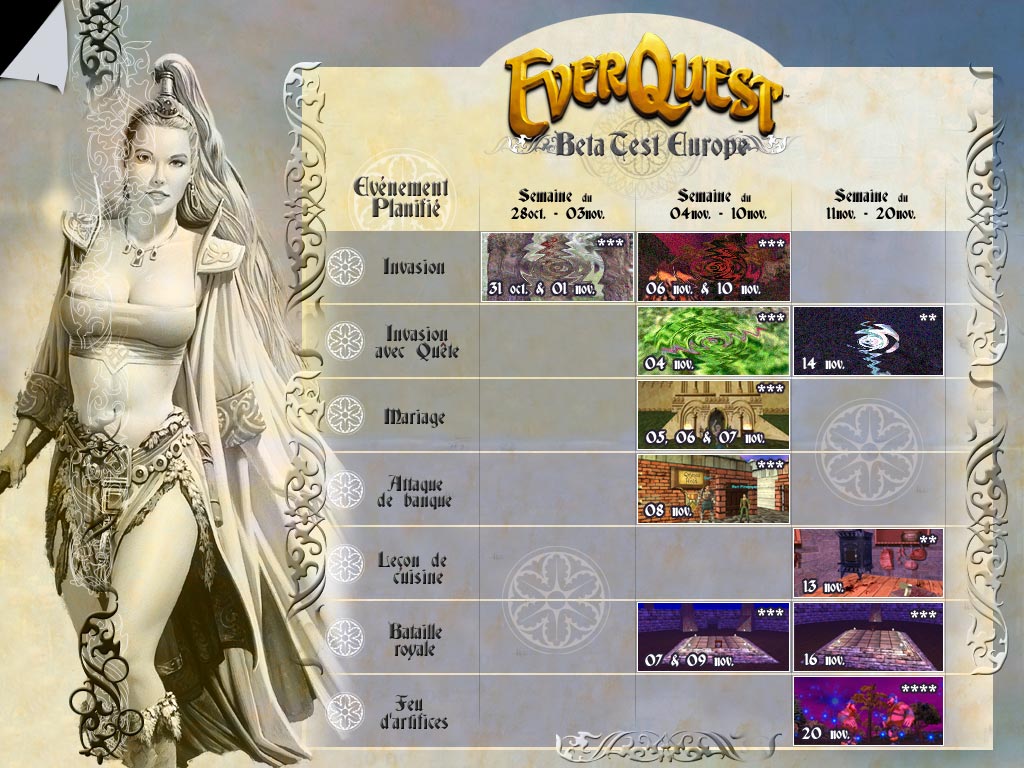 EverQuest™
Beta Test Europe
Evénement
Planifié
Semaine du
28oct. - 03nov.
Semaine du
04nov. - 10nov.
Semaine du
11nov. - 20nov.
Invasion
***
31 oct. & 01 nov.
***
06 nov. & 10 nov.
Invasion
avec Quête
***
04 nov.
**
14 nov.
Mariage
***
05, 06 & 07 nov.
Attaque
de banque
***
08 nov.
Leçon de
cuisine
**
13 nov.
Bataille
royale
***
07 & 09 nov.
***
16 nov.
Feu
d'artifices
****
20 nov.